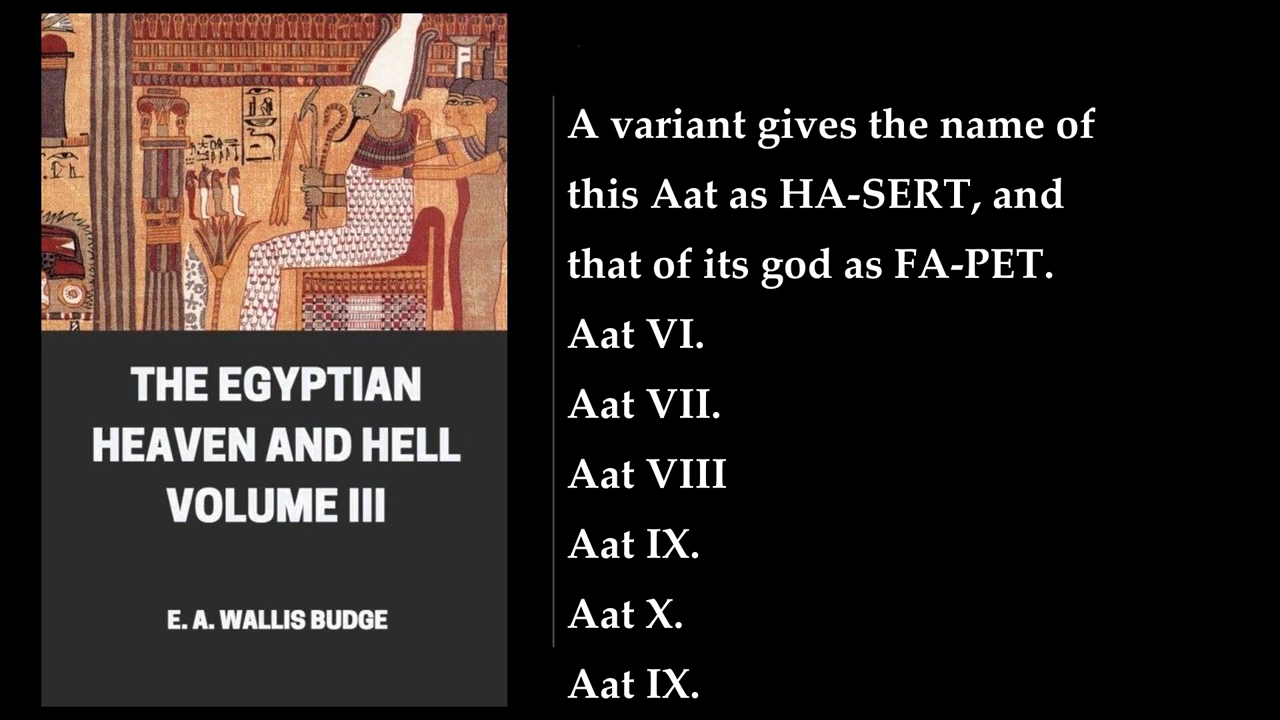 THE EGYPTIAN
HEAVEN AND HELL
VOLUME III
E. A. WALLIS BUDGE
A variant gives the name of
this Aat as HA-SERT, and
that of its god as FA-PET.
Aat VI.
Aat VII.
Aat VIII
Aat IX.
Aat X.
Aat IX.